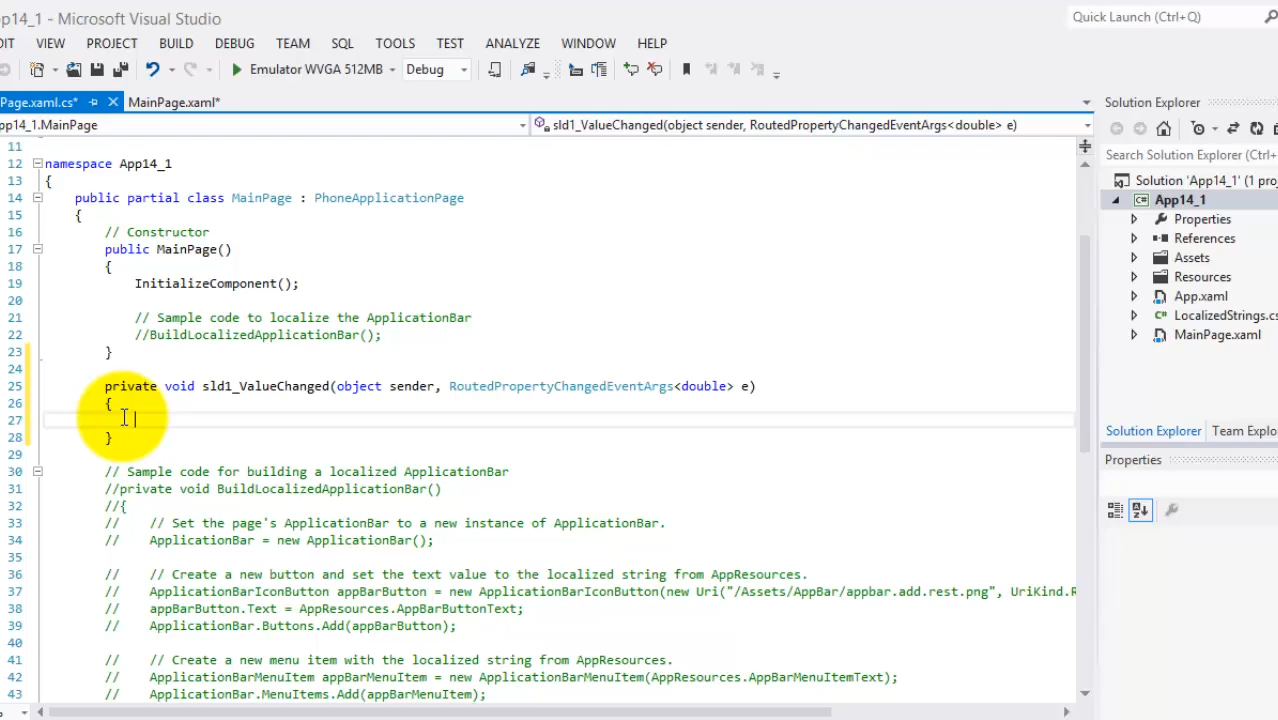 pp14_1 - Microsoft Visual Studio
Quick Launch (Ctrl+Q)
DIT VIEW PROJECT BUILD DEBUG TEAM SQL TOOLS TEST ANALYZE WINDOW HELP
Emulator WVGA 512MB Debug
Page.xaml.cs* MainPage.xaml*
pp14_1.MainPage
sld1_ValueChanged(object sender, RoutedPropertyChangedEventArgs<double> e)
11
12 namespace App14_1
13 {
14 public partial class MainPage : PhoneApplicationPage
15 {
16 // Constructor
17 public MainPage()
18 {
19 InitializeComponent();
20
21 // Sample code to localize the ApplicationBar
22 //BuildLocalizedApplicationBar();
23 }
24
25 private void sld1_ValueChanged(object sender, RoutedPropertyChangedEventArgs<double> e)
26 {
27
28 }
29
30 // Sample code for building a localized ApplicationBar
31 //private void BuildLocalizedApplicationBar()
32 //{
33 // // Set the page's ApplicationBar to a new instance of ApplicationBar.
34 // ApplicationBar = new ApplicationBar();
35
36 // // Create a new button and set the text value to the localized string from AppResources.
37 // ApplicationBarIconButton appBarButton = new ApplicationBarIconButton(new Uri("/Assets/AppBar/appbar.add.rest.png", UriKind.R
38 // appBarButton.Text = AppResources.AppBarButtonText;
39 // ApplicationBar.Buttons.Add(appBarButton);
40
41 // // Create a new menu item with the localized string from AppResources.
42 // ApplicationBarMenuItem appBarMenuItem = new ApplicationBarMenuItem(AppResources.AppBarMenuItemText);
43 // ApplicationBar.MenuItems.Add(appBarMenuItem);
Solution Explorer
Search Solution Explorer (Ctrl+
Solution 'App14_1' (1 proj
App14_1
Properties
References
Assets
Resources
App.xaml
LocalizedStrings.cs
MainPage.xaml
Solution Explorer Team Explo
Properties